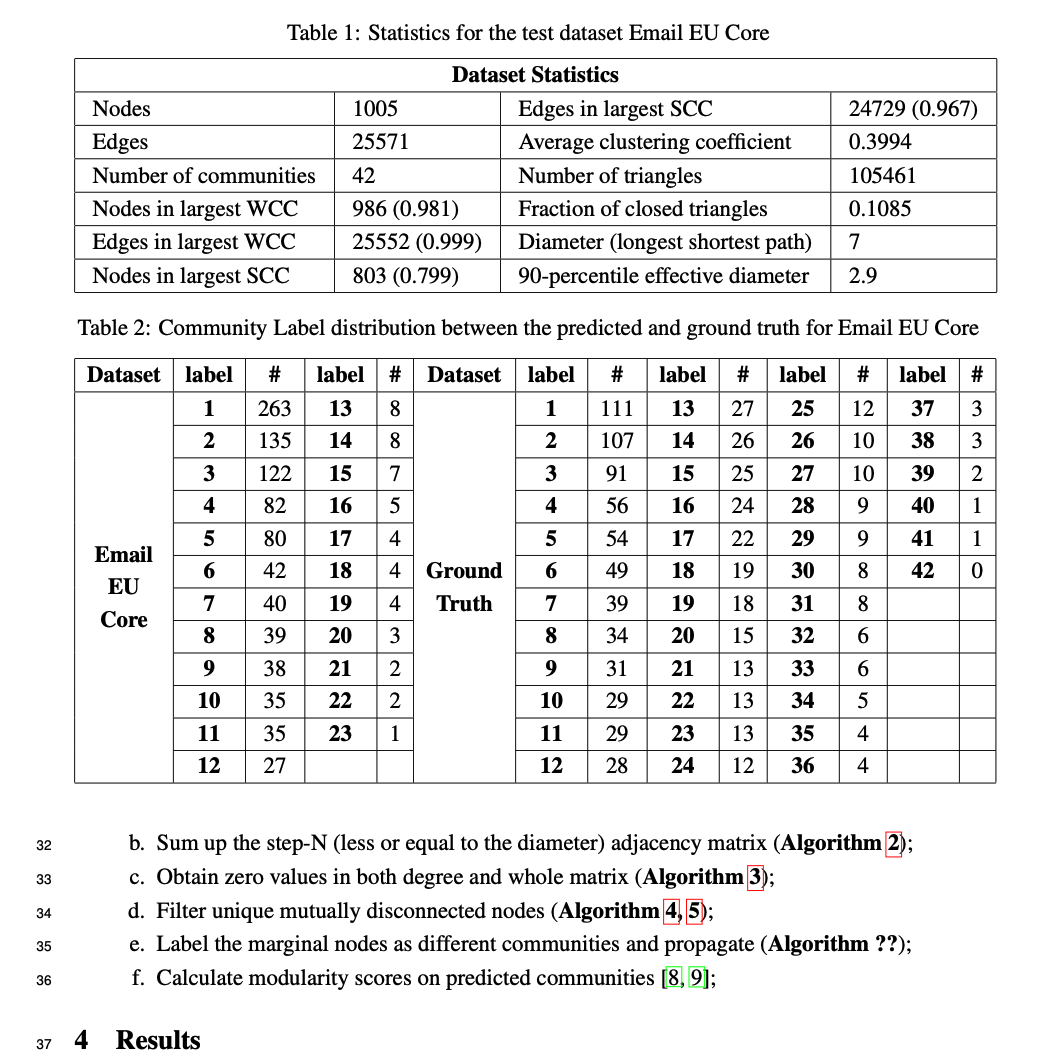 Table 1: Statistics for the test dataset Email EU Core
Dataset Statistics
Nodes 1005 Edges in largest SCC 24729 (0.967)
Edges 25571 Average clustering coefficient 0.3994
Number of communities 42 Number of triangles 105461
Nodes in largest WCC 986 (0.981) Fraction of closed triangles 0.1085
Edges in largest WCC 25552 (0.999) Diameter (longest shortest path) 7
Nodes in largest SCC 803 (0.799) 90-percentile effective diameter 2.9
Table 2: Community Label distribution between the predicted and ground truth for Email EU Core
Dataset label # label # Dataset label # label # label # label #
1 263 13 8 1 111 13 27 25 12 37 3
2 135 14 8 2 107 14 26 26 10 38 3
3 122 15 7 3 91 15 25 27 10 39 2
4 82 16 5 4 56 16 24 28 9 40 1
5 80 17 4 5 54 17 22 29 9 41 1
Email
6 42 18 4 Ground 6 49 18 19 30 8 42 0
EU
7 40 19 4 Truth 7 39 19 18 31 8
Core
8 39 20 3 8 34 20 15 32 6
9 38 21 2 9 31 21 13 33 6
10 35 22 2 10 29 22 13 34 5
11 35 23 1 11 29 23 13 35 4
12 27 12 28 24 12 36 4
32 b. Sum up the step-N (less or equal to the diameter) adjacency matrix (Algorithm 2);
33 c. Obtain zero values in both degree and whole matrix (Algorithm 3);
34 d. Filter unique mutually disconnected nodes (Algorithm 4, 5);
35 e. Label the marginal nodes as different communities and propagate (Algorithm ??);
36 f. Calculate modularity scores on predicted communities [8, 9];
37 4 Results